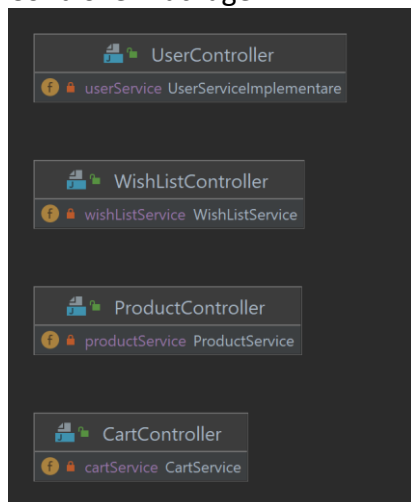 UserController
userService UserServiceImplementare
WishListController
wishListService WishListService
ProductController
productService ProductService
CartController
cartService CartService